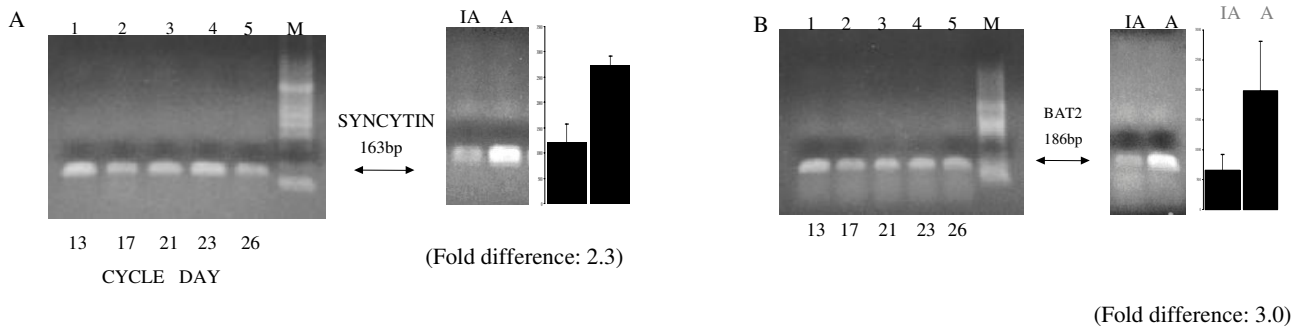 A
1 2 3 4 5 M
IA A
SYNCYTIN
163bp
13 17 21 23 26
CYCLE DAY
(Fold difference: 2.3)
B
1 2 3 4 5 M
IA A
IA A
BAT2
186bp
13 17 21 23 26
(Fold difference: 3.0)